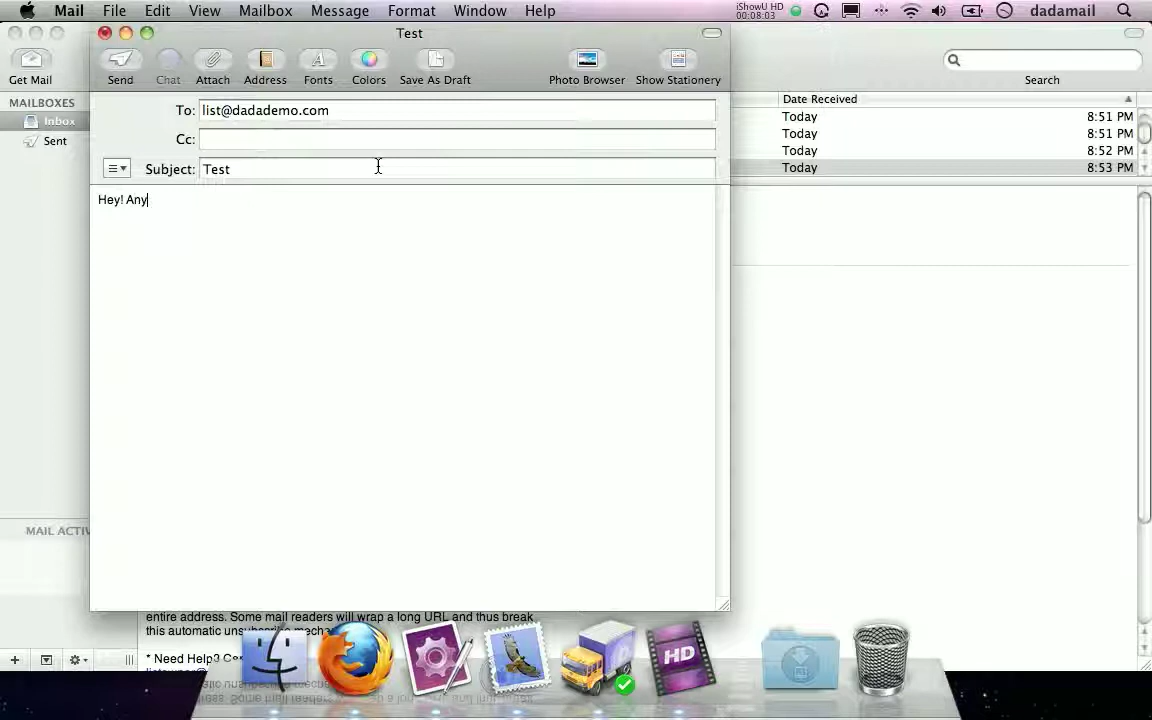 Mail File Edit View Mailbox Message Format Window Help iShowU HD 00:08:03 dadamail
Test
Get Mail Send Chat Attach Address Fonts Colors Save As Draft Photo Browser Show Stationery Search
MAILBOXES
Inbox
Sent
To: list@dadademo.com
Cc:
Subject: Test
Hey! Any
Date Received
Today 8:51 PM
Today 8:51 PM
Today 8:52 PM
Today 8:53 PM
MAIL ACTIV
entire address. Some mail readers will wrap a long URL and thus break
this automatic unsubscribe mech
* Need Help? Co
HD